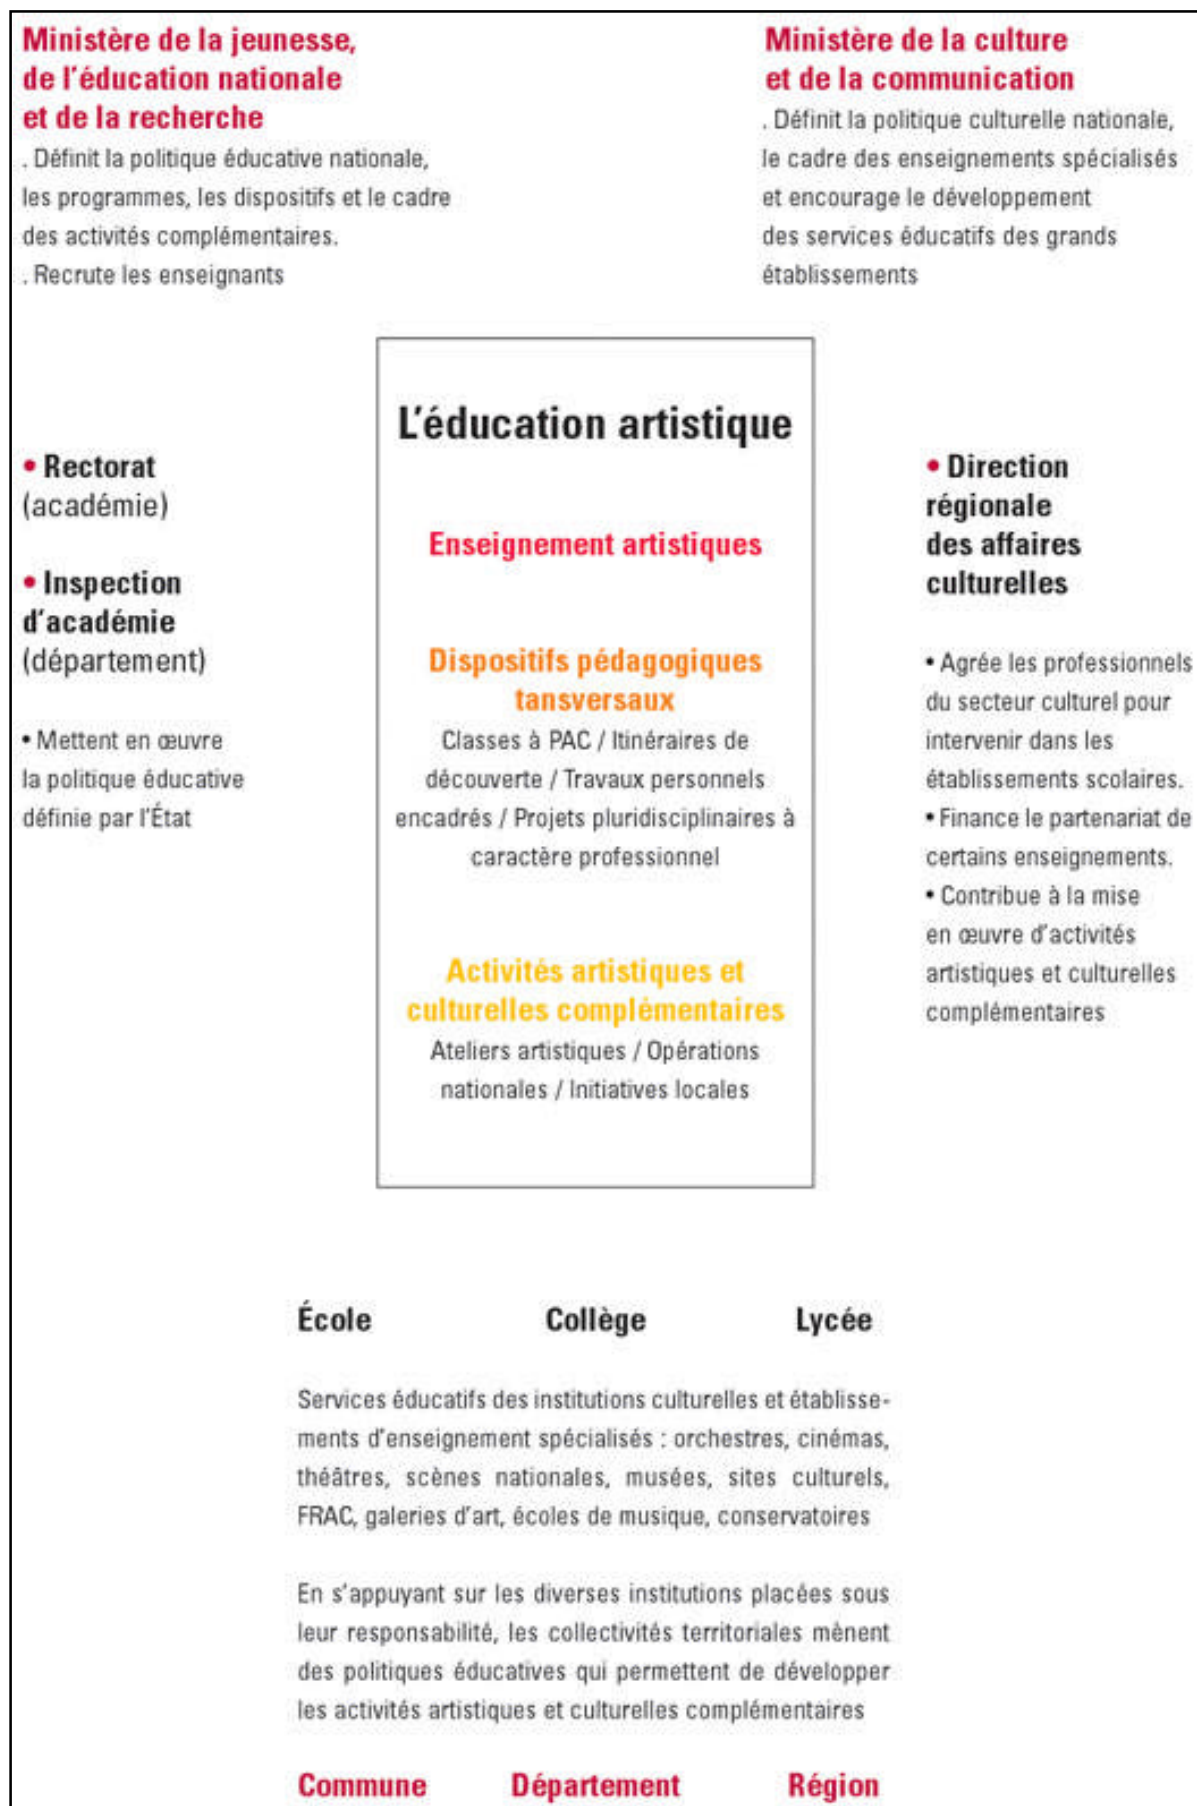 Ministère de la jeunesse,
de l'éducation nationale
et de la recherche
. Définit la politique éducative nationale,
les programmes, les dispositifs et le cadre
des activités complémentaires.
. Recrute les enseignants
Ministère de la culture
et de la communication
. Définit la politique culturelle nationale,
le cadre des enseignements spécialisés
et encourage le développement
des services éducatifs des grands
établissements
• Rectorat
(académie)
• Inspection
d'académie
(département)
• Mettent en œuvre
la politique éducative
définie par l'État
L'éducation artistique
Enseignement artistiques
Dispositifs pédagogiques
tansversaux
Classes à PAC / Itinéraires de
découverte / Travaux personnels
encadrés / Projets pluridisciplinaires à
caractère professionnel
Activités artistiques et
culturelles complémentaires
Ateliers artistiques / Opérations
nationales / Initiatives locales
• Direction
régionale
des affaires
culturelles
• Agrée les professionnels
du secteur culturel pour
intervenir dans les
établissements scolaires.
• Finance le partenariat de
certains enseignements.
• Contribue à la mise
en œuvre d'activités
artistiques et culturelles
complémentaires
École Collège Lycée
Services éducatifs des institutions culturelles et établisse-
ments d'enseignement spécialisés : orchestres, cinémas,
théâtres, scènes nationales, musées, sites culturels,
FRAC, galeries d'art, écoles de musique, conservatoires
En s'appuyant sur les diverses institutions placées sous
leur responsabilité, les collectivités territoriales mènent
des politiques éducatives qui permettent de développer
les activités artistiques et culturelles complémentaires
Commune Département Région